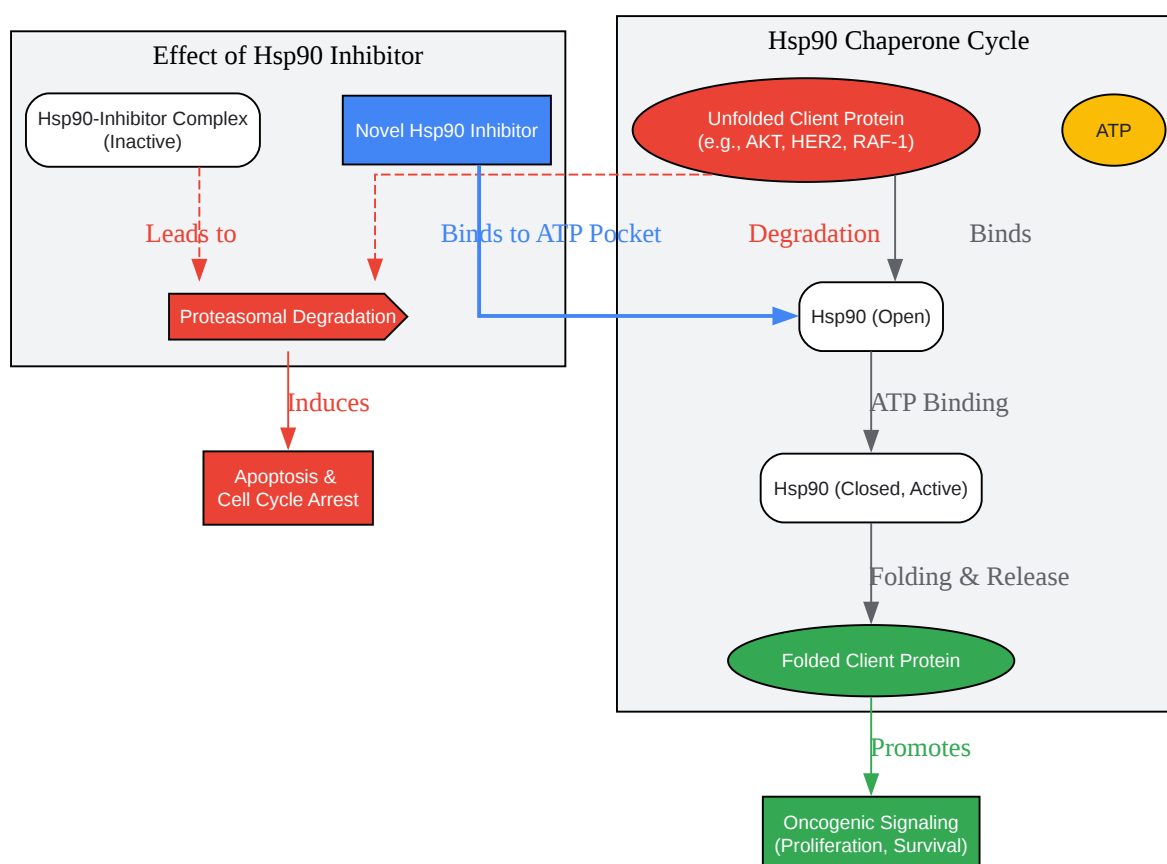 Effect of Hsp90 Inhibitor
Hsp90-Inhibitor Complex
(Inactive)
Novel Hsp90 Inhibitor
Leads to
Binds to ATP Pocket
Proteasomal Degradation
Induces
Apoptosis &
Cell Cycle Arrest
Hsp90 Chaperone Cycle
Unfolded Client Protein
(e.g., AKT, HER2, RAF-1)
ATP
Degradation
Binds
Hsp90 (Open)
ATP Binding
Hsp90 (Closed, Active)
Folding & Release
Folded Client Protein
Promotes
Oncogenic Signaling
(Proliferation, Survival)